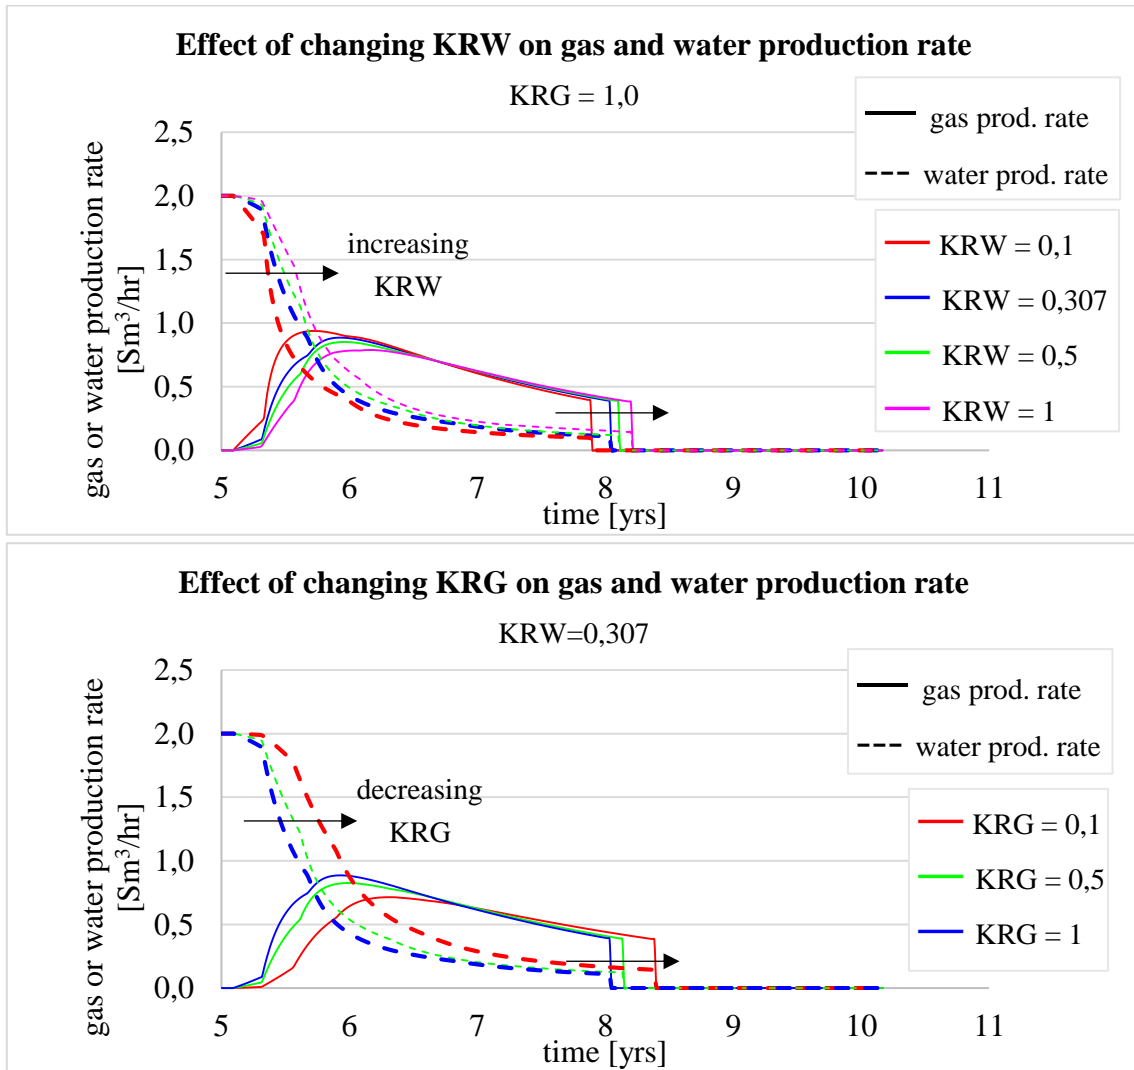 Effect of changing KRW on gas and water production rate
KRG = 1,0
gas prod. rate
water prod. rate
KRW = 0,1
KRW = 0,307
KRW = 0,5
KRW = 1
increasing
KRW
gas or water production rate
[Sm³/hr]
2,5
2,0
1,5
1,0
0,5
0,0
5 6 7 8 9 10 11
time [yrs]
Effect of changing KRG on gas and water production rate
KRW=0,307
gas prod. rate
water prod. rate
KRG = 0,1
KRG = 0,5
KRG = 1
decreasing
KRG
gas or water production rate
[Sm³/hr]
2,5
2,0
1,5
1,0
0,5
0,0
5 6 7 8 9 10 11
time [yrs]